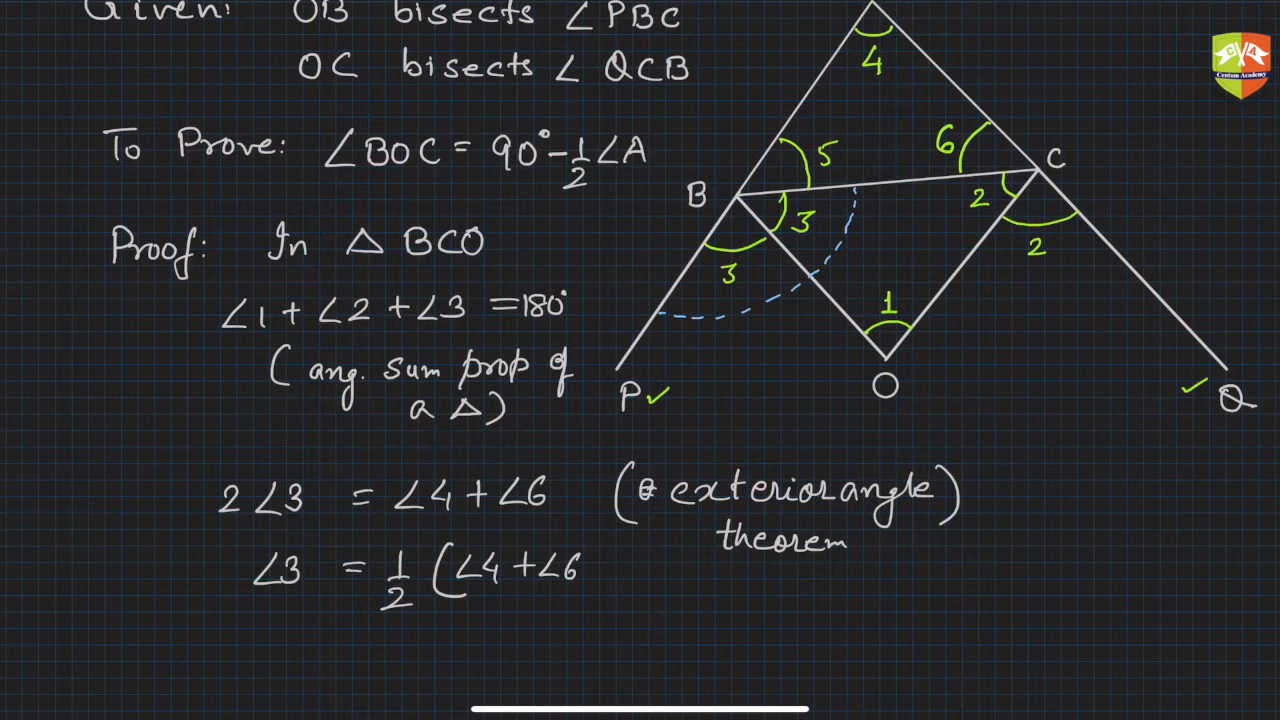 Given: OB bisects ∠PBC
OC bisects ∠QCB
To Prove: ∠BOC = 90° - 1/2 ∠A
Proof: In △ BCO
∠1 + ∠2 + ∠3 = 180°
(ang. sum prop of
a △)
2∠3 = ∠4 + ∠6 (exterior angle)
theorem
∠3 = 1/2 (∠4 + ∠6
4
5
6
C
B
3
2
3
2
1
P ✓
O
✓ Q
C A
Centum Academy